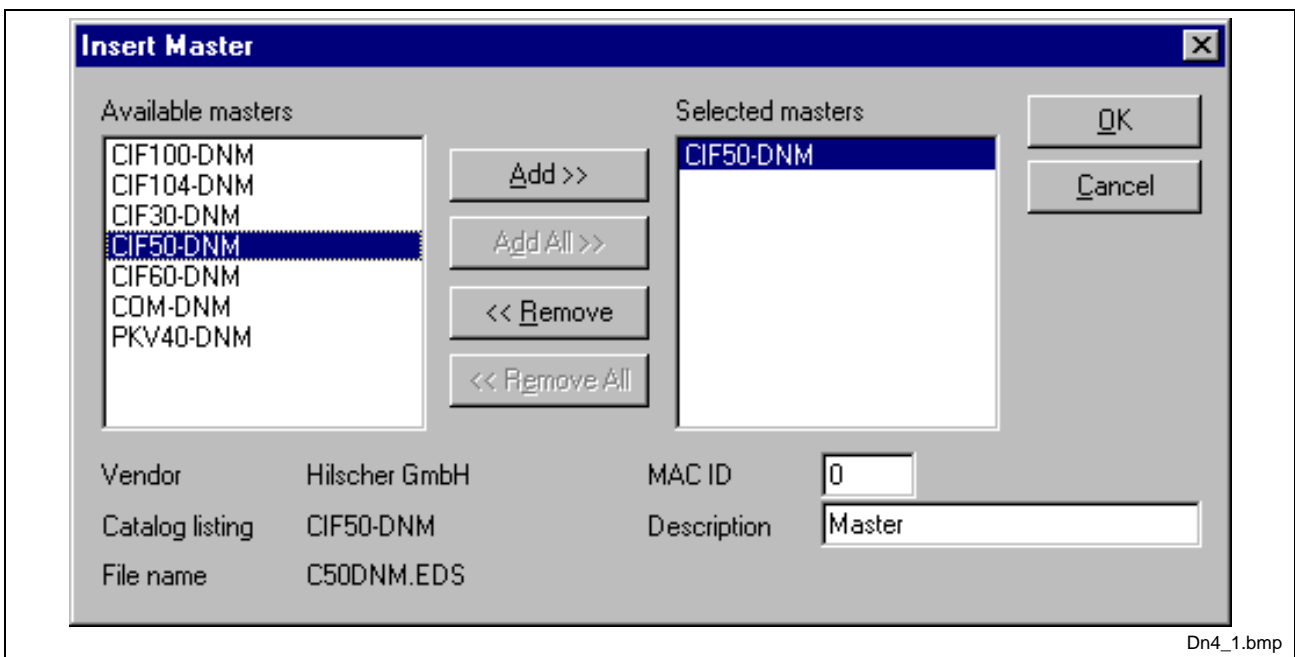 Insert Master
Available masters
CIF100-DNM
CIF104-DNM
CIF30-DNM
CIF50-DNM
CIF60-DNM
COM-DNM
PKV40-DNM
Add >>
Add All >>
<< Remove
<< Remove All
Selected masters
CIF50-DNM
OK
Cancel
Vendor Hilscher GmbH
Catalog listing CIF50-DNM
File name C50DNM.EDS
MAC ID 0
Description Master
Dn4_1.bmp